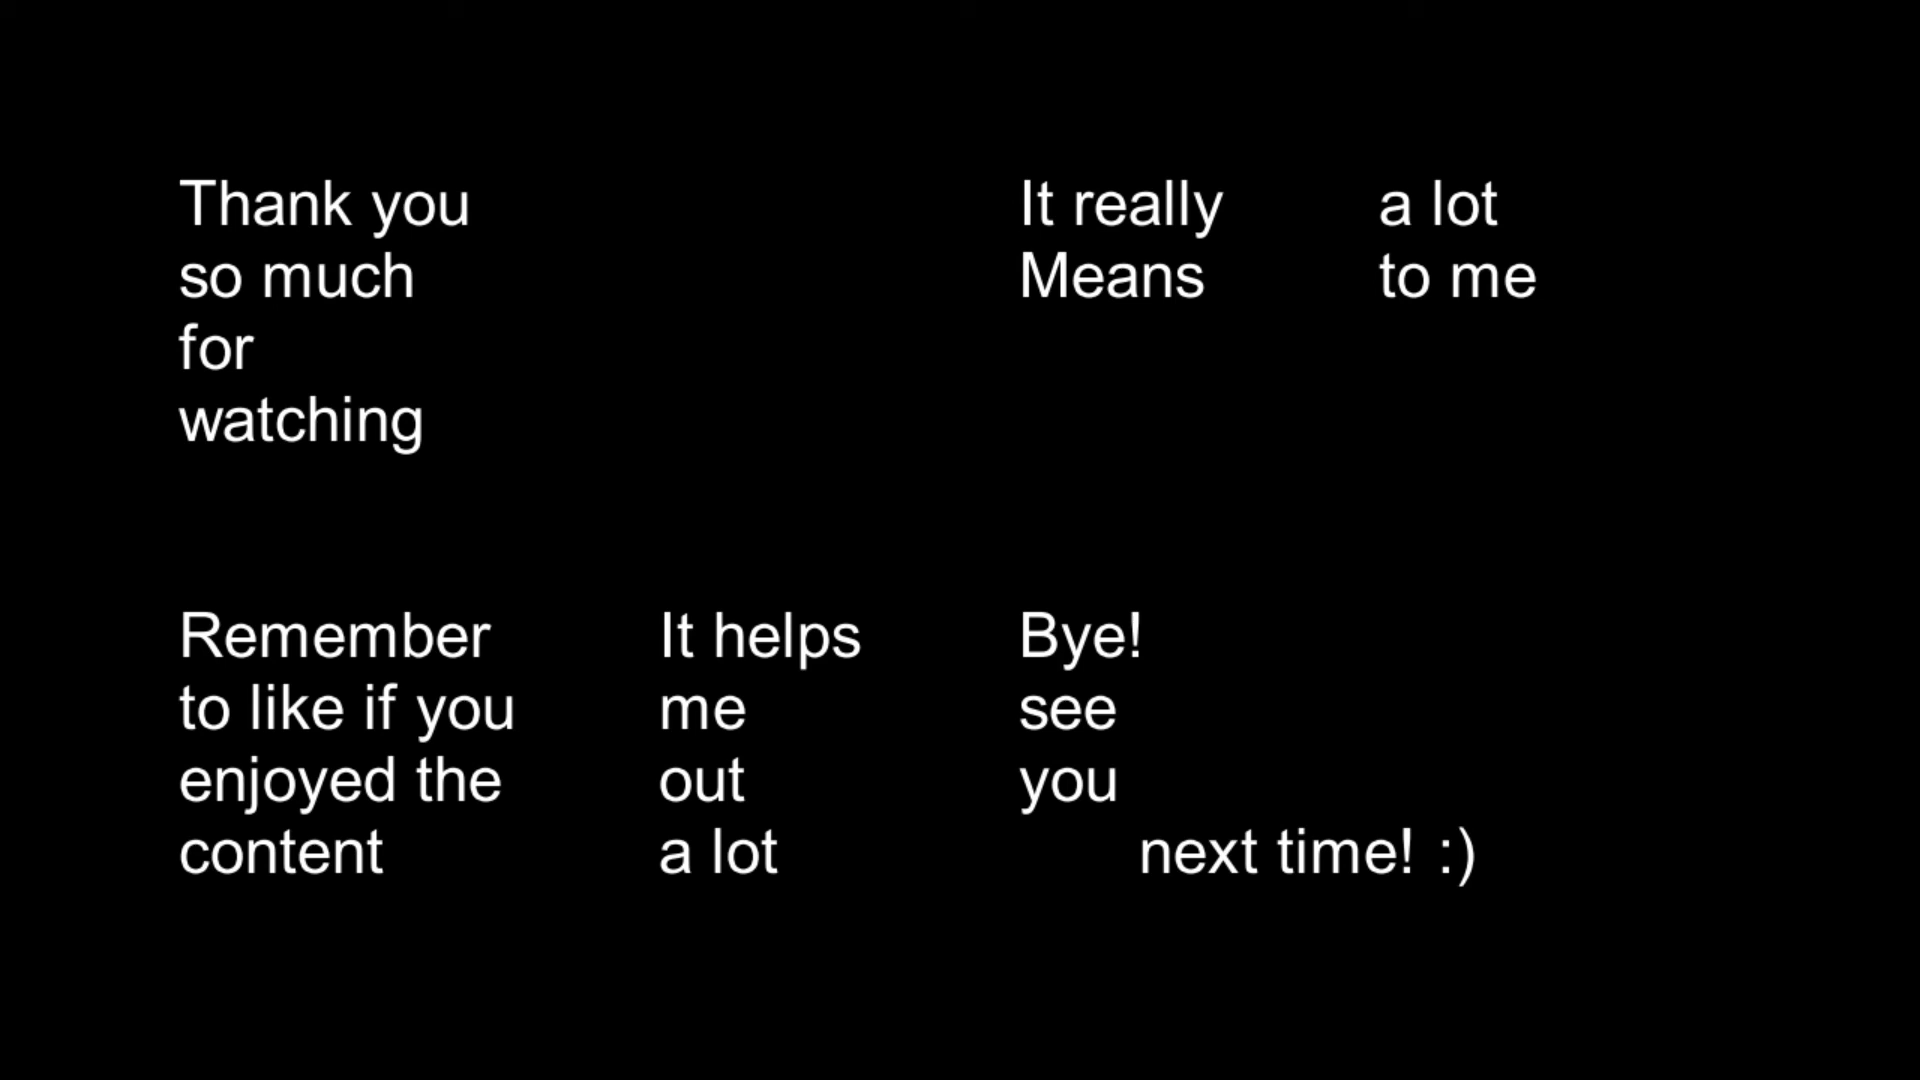 Thank you
so much
for
watching
It really
Means
a lot
to me
Remember
to like if you
enjoyed the
content
It helps
me
out
a lot
Bye!
see
you
next time! :)